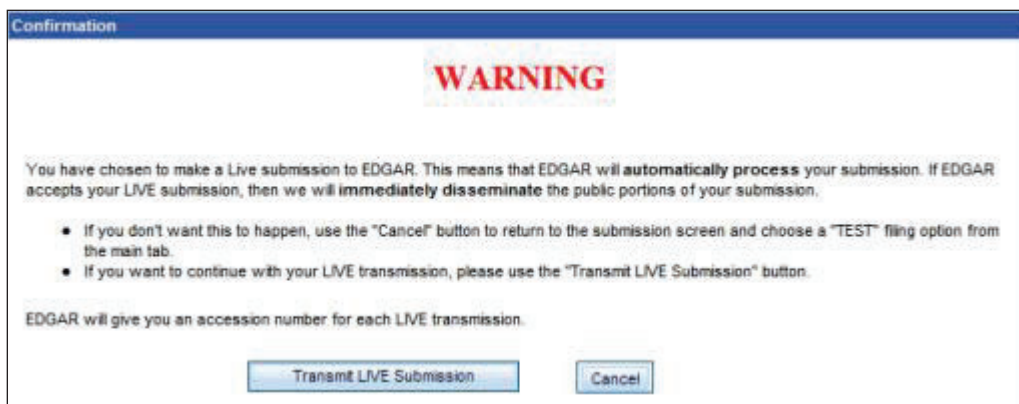 Confirmation
WARNING
You have chosen to make a Live submission to EDGAR. This means that EDGAR will automatically process your submission. If EDGAR
accepts your LIVE submission, then we will immediately disseminate the public portions of your submission.
• If you don't want this to happen, use the "Cancel" button to return to the submission screen and choose a "TEST" filing option from
the main tab.
• If you want to continue with your LIVE transmission, please use the "Transmit LIVE Submission" button.
EDGAR will give you an accession number for each LIVE transmission.
Transmit LIVE Submission Cancel